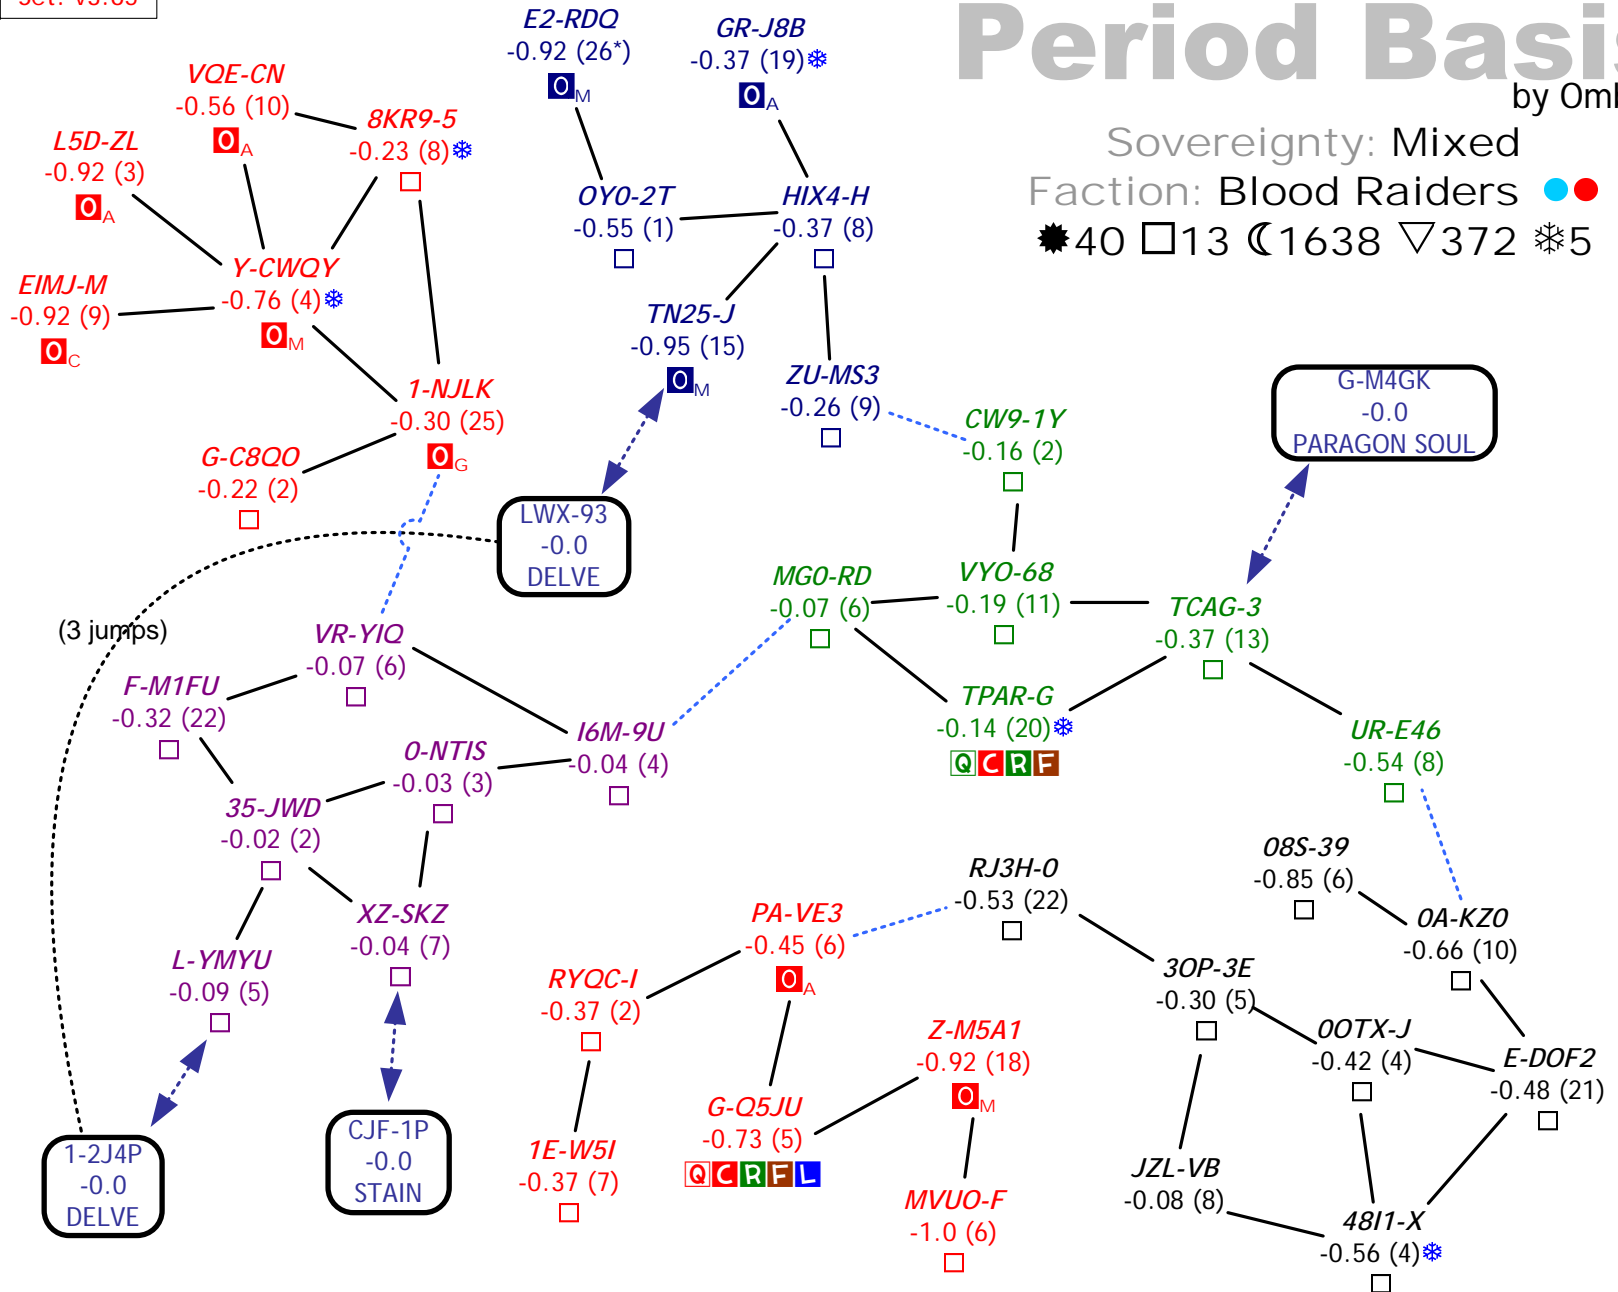 Set: v3.03
Period Basis
by Oml
Sovereignty: Mixed
Faction: Blood Raiders
40 13 1638 372 5
E2-RDQ
-0.92 (26*)
O M
GR-J8B
-0.37 (19)
O A
VQE-CN
-0.56 (10)
O A
8KR9-5
-0.23 (8)
L5D-ZL
-0.92 (3)
O A
OY0-2T
-0.55 (1)
HIX4-H
-0.37 (8)
Y-CWQY
-0.76 (4)
O M
EIMJ-M
-0.92 (9)
O C
TN25-J
-0.95 (15)
O M
ZU-MS3
-0.26 (9)
1-NJLK
-0.30 (25)
O G
G-C8QO
-0.22 (2)
CW9-1Y
-0.16 (2)
G-M4GK
-0.0
PARAGON SOUL
LWX-93
-0.0
DELVE
MG0-RD
-0.07 (6)
VYO-68
-0.19 (11)
TCAG-3
-0.37 (13)
(3 jumps)
VR-YIQ
-0.07 (6)
F-M1FU
-0.32 (22)
TPAR-G
-0.14 (20)
Q C R F
I6M-9U
-0.04 (4)
0-NTIS
-0.03 (3)
UR-E46
-0.54 (8)
35-JWD
-0.02 (2)
08S-39
-0.85 (6)
RJ3H-0
-0.53 (22)
XZ-SKZ
-0.04 (7)
PA-VE3
-0.45 (6)
O A
0A-KZ0
-0.66 (10)
L-YMYU
-0.09 (5)
RYQC-I
-0.37 (2)
3OP-3E
-0.30 (5)
Z-M5A1
-0.92 (18)
O M
0OTX-J
-0.42 (4)
E-DOF2
-0.48 (21)
G-Q5JU
-0.73 (5)
Q C R F L
1-2J4P
-0.0
DELVE
CJF-1P
-0.0
STAIN
1E-W5I
-0.37 (7)
MVUO-F
-1.0 (6)
JZL-VB
-0.08 (8)
48I1-X
-0.56 (4)